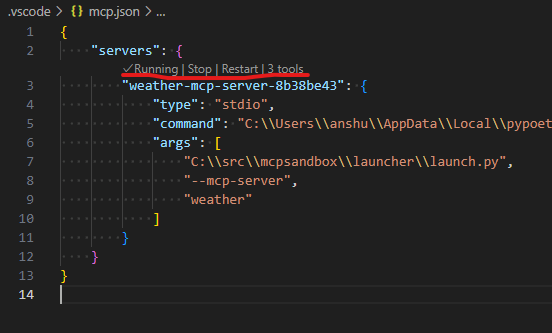 .vscode > {} mcp.json > ...
1 {
2 "servers": {
✓Running | Stop | Restart | 3 tools
3 "weather-mcp-server-8b38be43": {
4 "type": "stdio",
5 "command": "C:\\Users\\anshu\\AppData\\Local\\pypoet
6 "args": [
7 "C:\\src\\mcpsandbox\\launcher\\launch.py",
8 "--mcp-server",
9 "weather"
10 ]
11 }
12 }
13 }
14